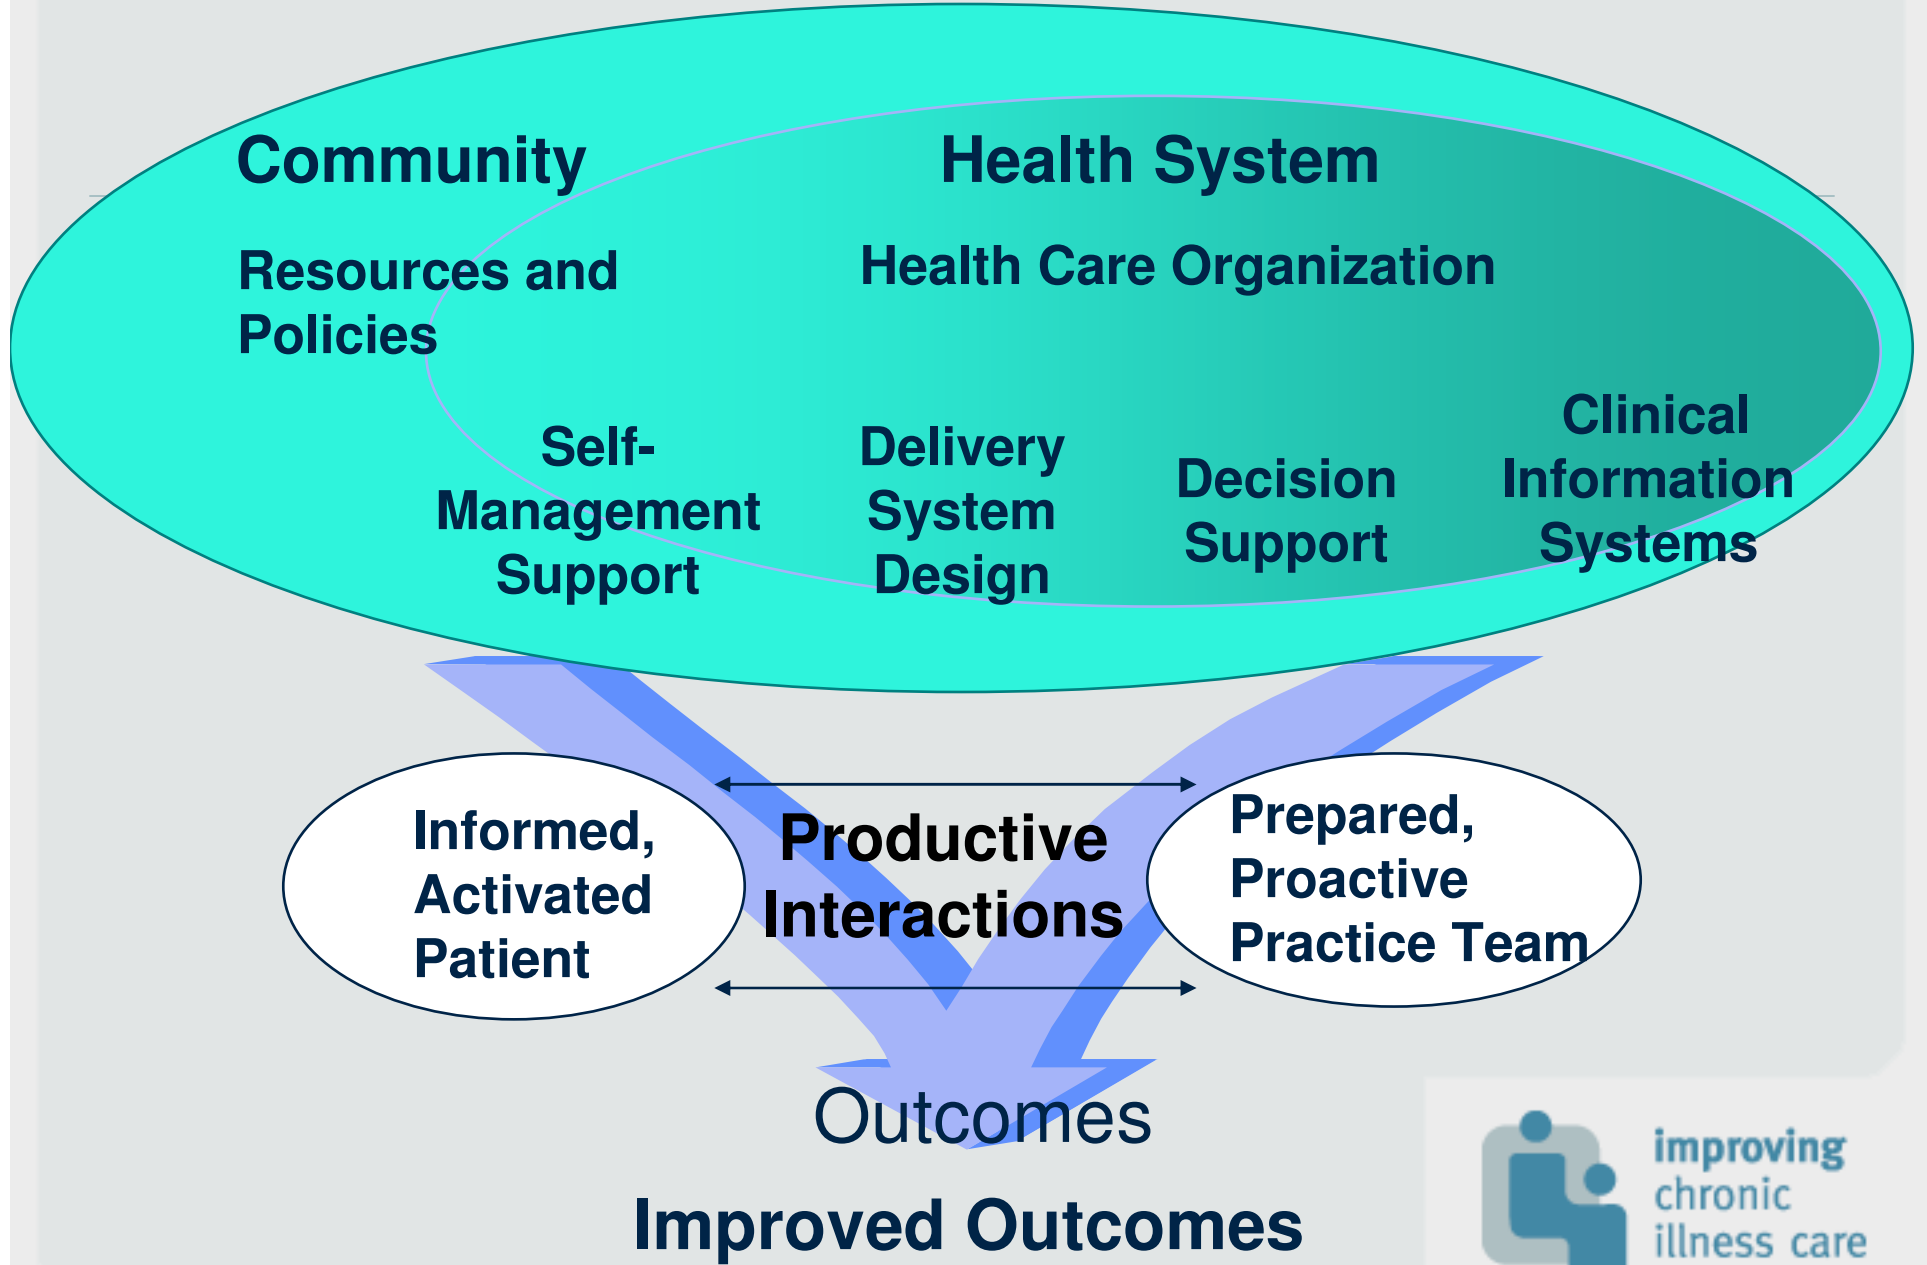 Community
Health System
Resources and
Policies
Health Care Organization
Self-
Management
Support
Delivery
System
Design
Decision
Support
Clinical
Information
Systems
Informed,
Activated
Patient
Productive
Interactions
Prepared,
Proactive
Practice Team
Outcomes
Improved Outcomes
improving
chronic
illness care